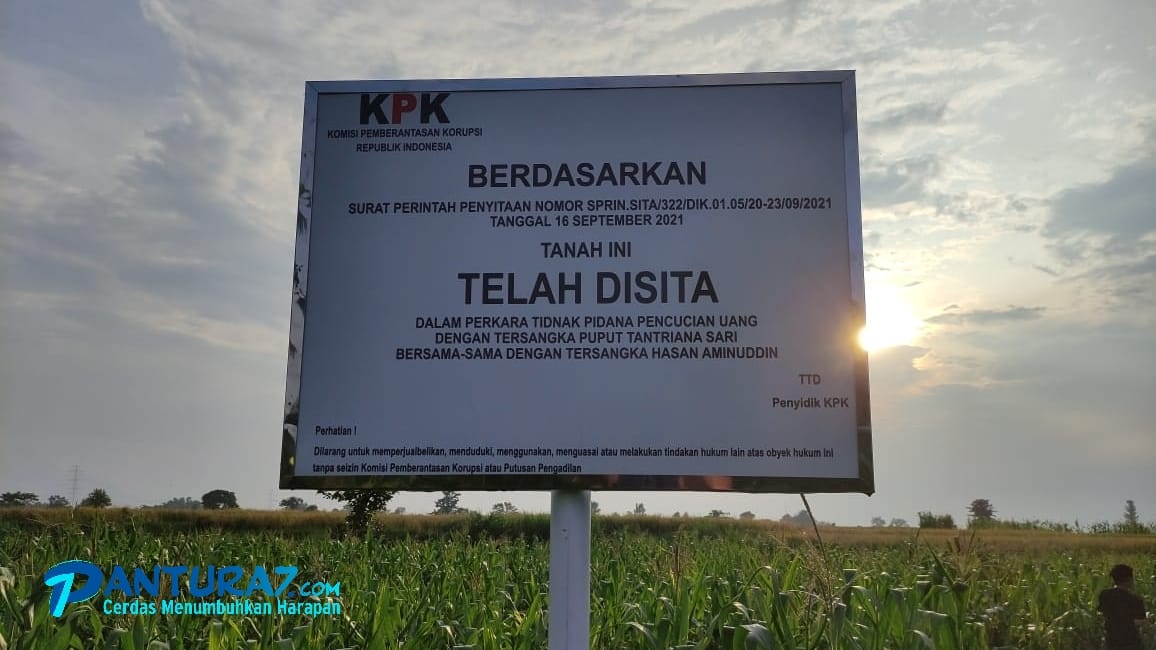 KPK
KOMISI PEMBERANTASAN KORUPSI
REPUBLIK INDONESIA
BERDASARKAN
SURAT PERINTAH PENYITAAN NOMOR SPRIN.SITA/322/DIK.01.05/20-23/09/2021
TANGGAL 16 SEPTEMBER 2021
TANAH INI
TELAH DISITA
DALAM PERKARA TIDNAK PIDANA PENCUCIAN UANG
DENGAN TERSANGKA PUPUT TANTRIANA SARI
BERSAMA-SAMA DENGAN TERSANGKA HASAN AMINUDDIN
TTD
Penyidik KPK
Perhatian !
Dilarang untuk memperjualbelikan, menduduki, menggunakan, menguasai atau melakukan tindakan hukum lain atas obyek hukum ini
tanpa seizin Komisi Pemberantasan Korupsi atau Putusan Pengadilan
PANTURA7.COM
Cerdas Menumbuhkan Harapan